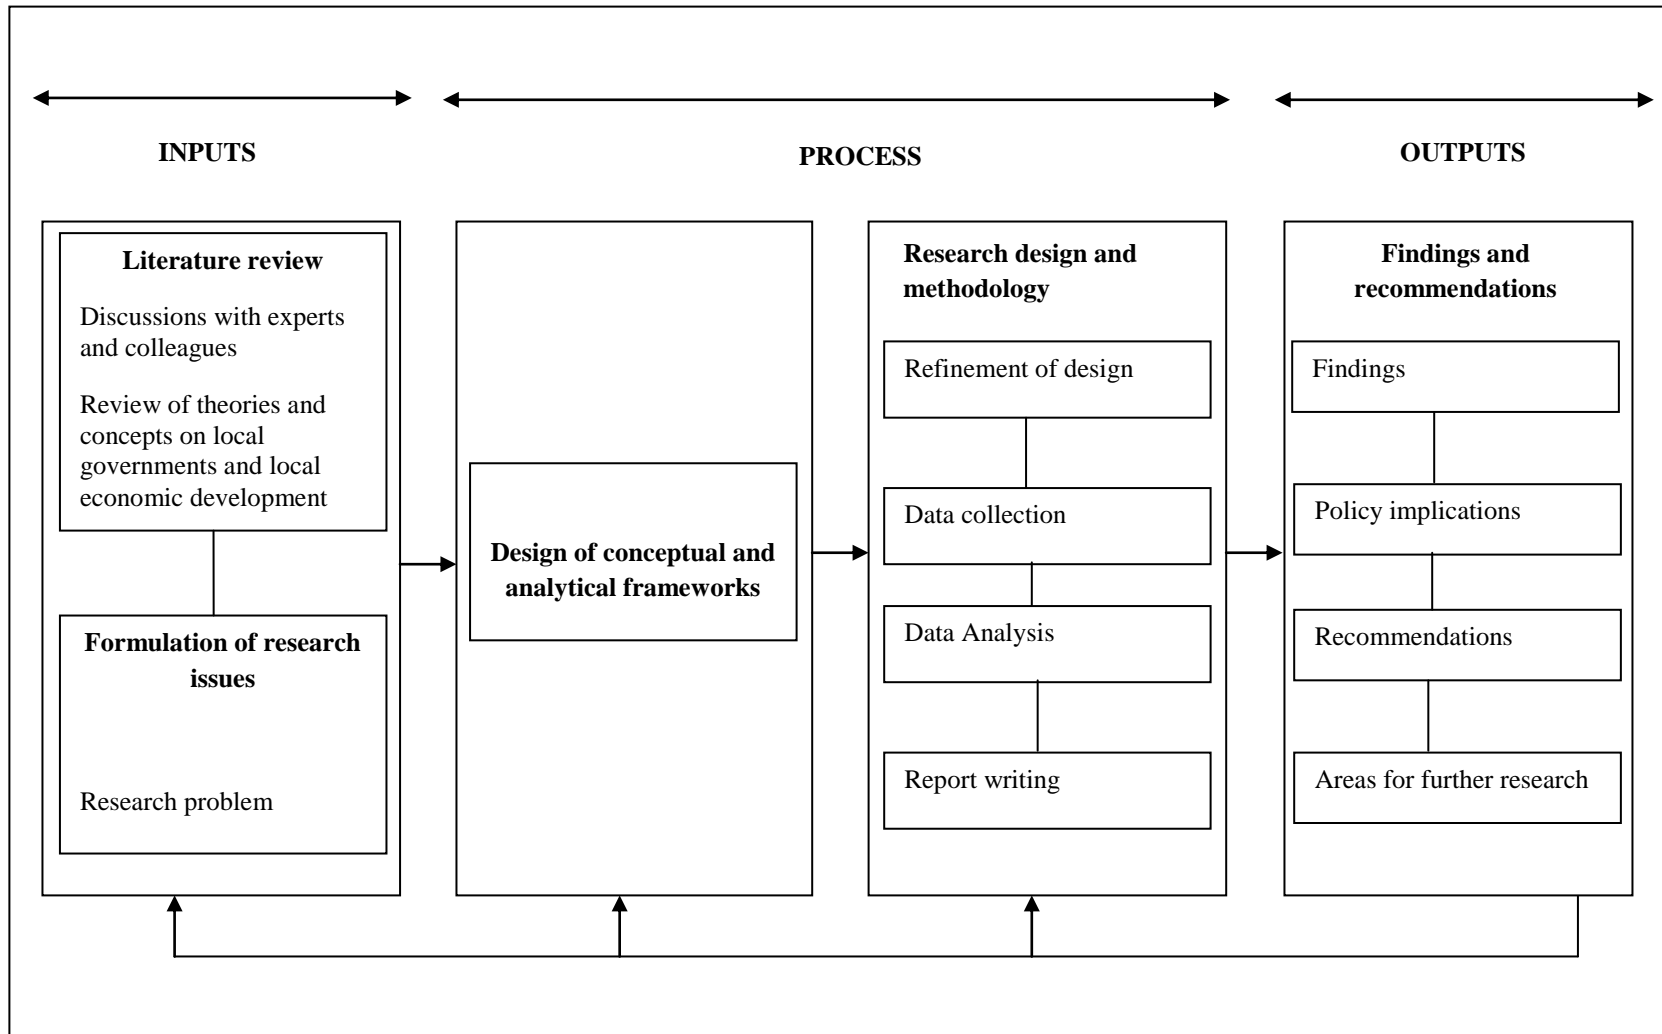 INPUTS
PROCESS
OUTPUTS
Literature review
Discussions with experts
and colleagues
Review of theories and
concepts on local
governments and local
economic development
Formulation of research
issues
Research problem
Design of conceptual and
analytical frameworks
Research design and
methodology
Refinement of design
Data collection
Data Analysis
Report writing
Findings and
recommendations
Findings
Policy implications
Recommendations
Areas for further research